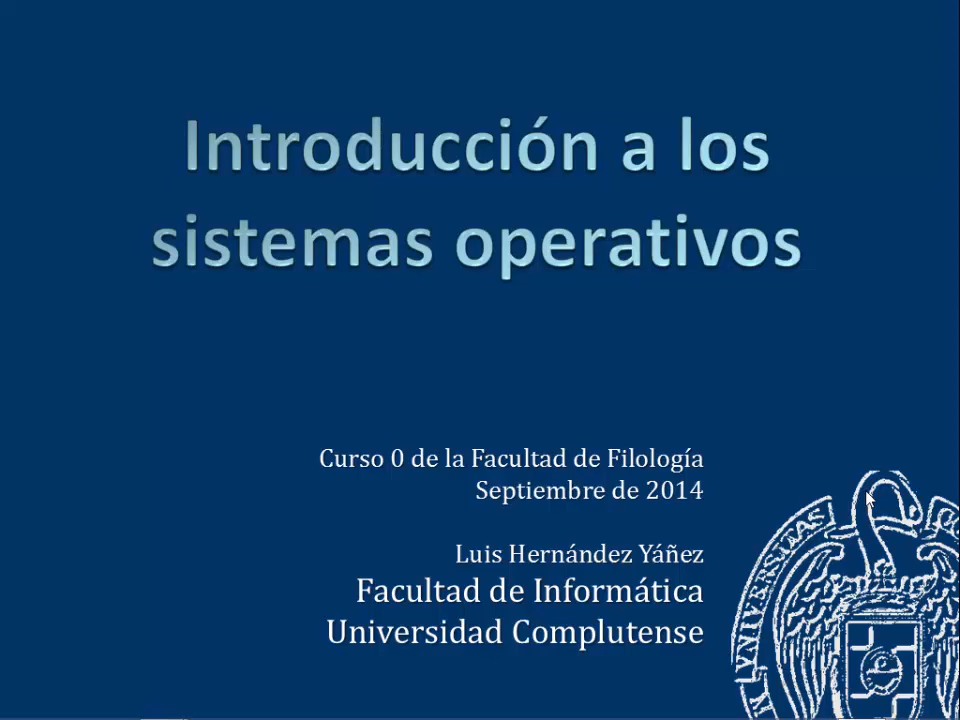 Introducción a los
sistemas operativos
Curso 0 de la Facultad de Filología
Septiembre de 2014
Luis Hernández Yáñez
Facultad de Informática
Universidad Complutense
VNIVERSITAS